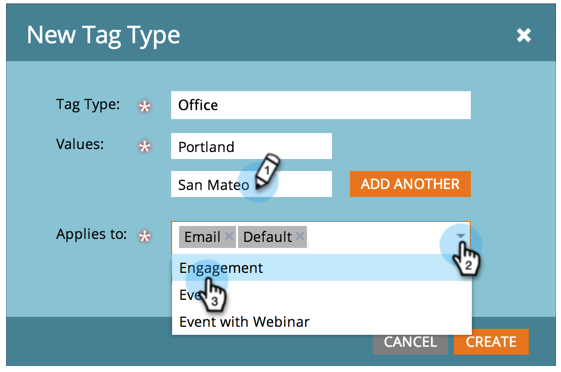 New Tag Type
Tag Type: * Office
Values: * Portland
1
San Mateo ADD ANOTHER
Applies to: * Email × Default ×
2
Engagement
3
Event with Webinar
CANCEL CREATE